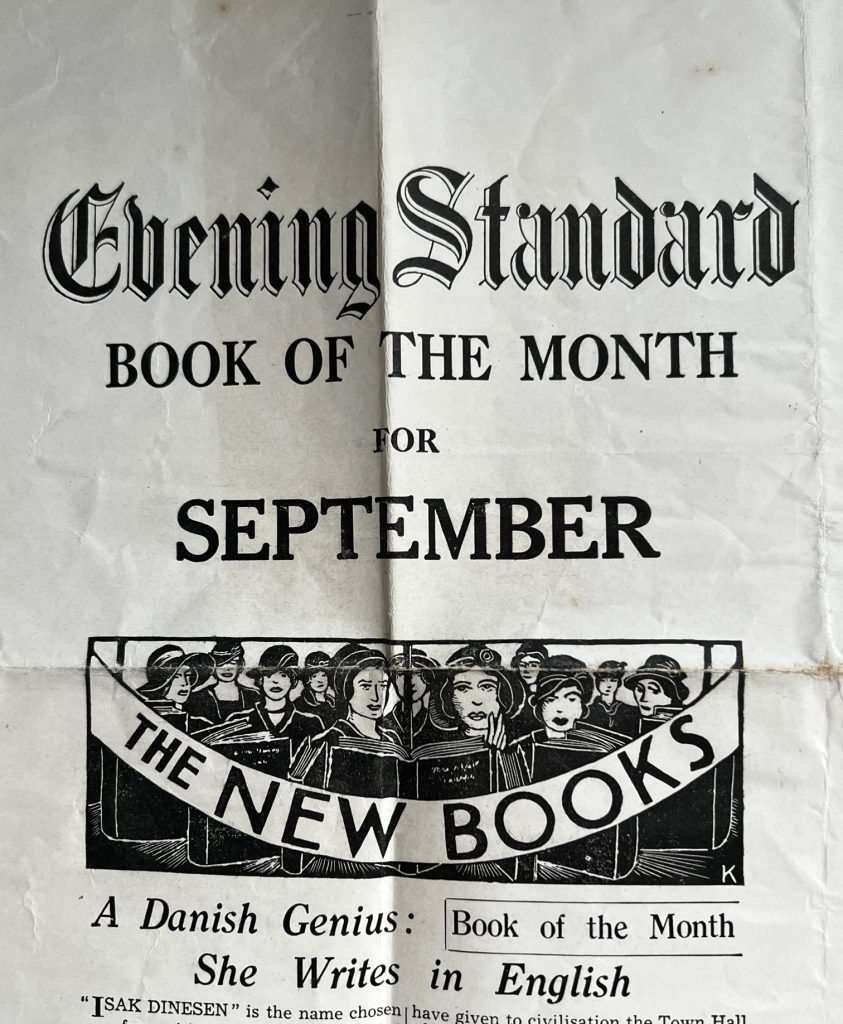 Evening Standard
BOOK OF THE MONTH
FOR
SEPTEMBER
THE NEW BOOKS
K
A Danish Genius:
Book of the Month
She Writes in English
"ISAK DINESEN" is the name chosen
have given to civilisation the Town Hall